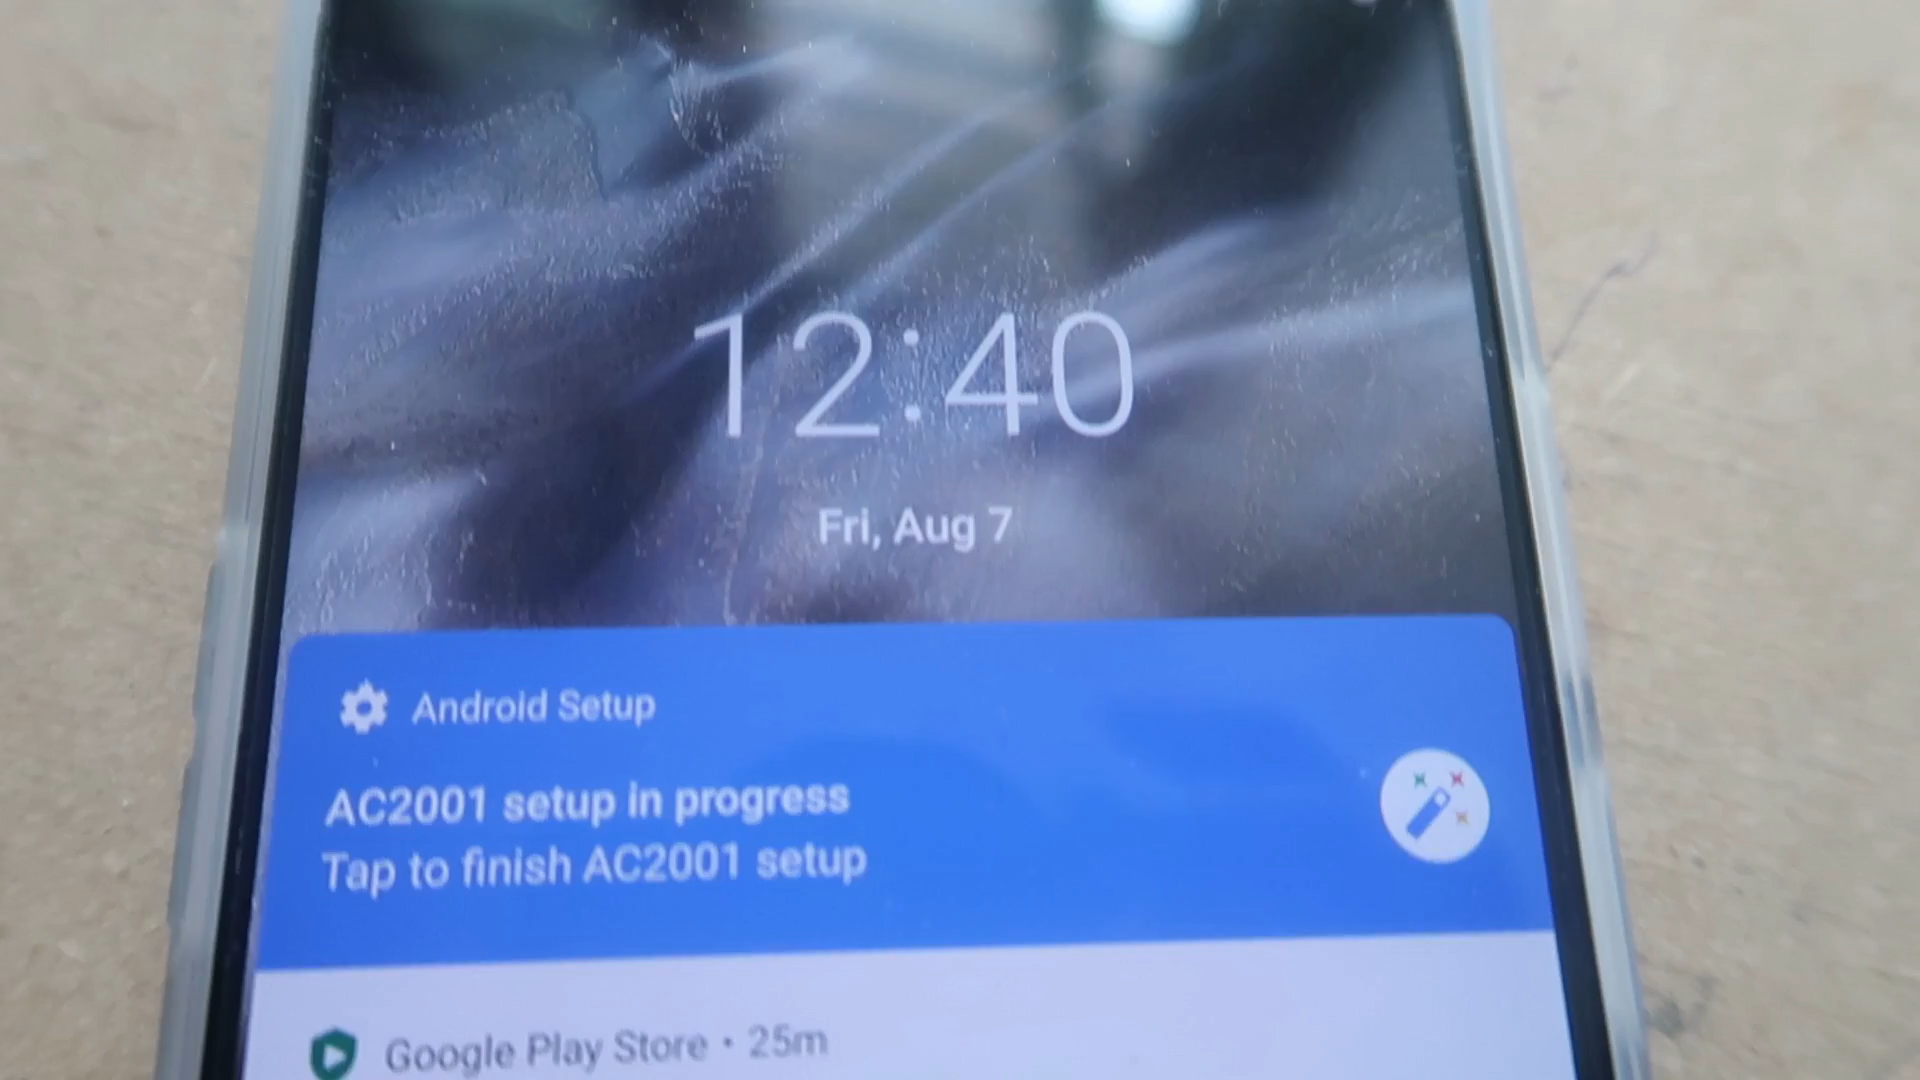 12:40
Fri, Aug 7
Android Setup
AC2001 setup in progress
Tap to finish AC2001 setup
Google Play Store • 25m